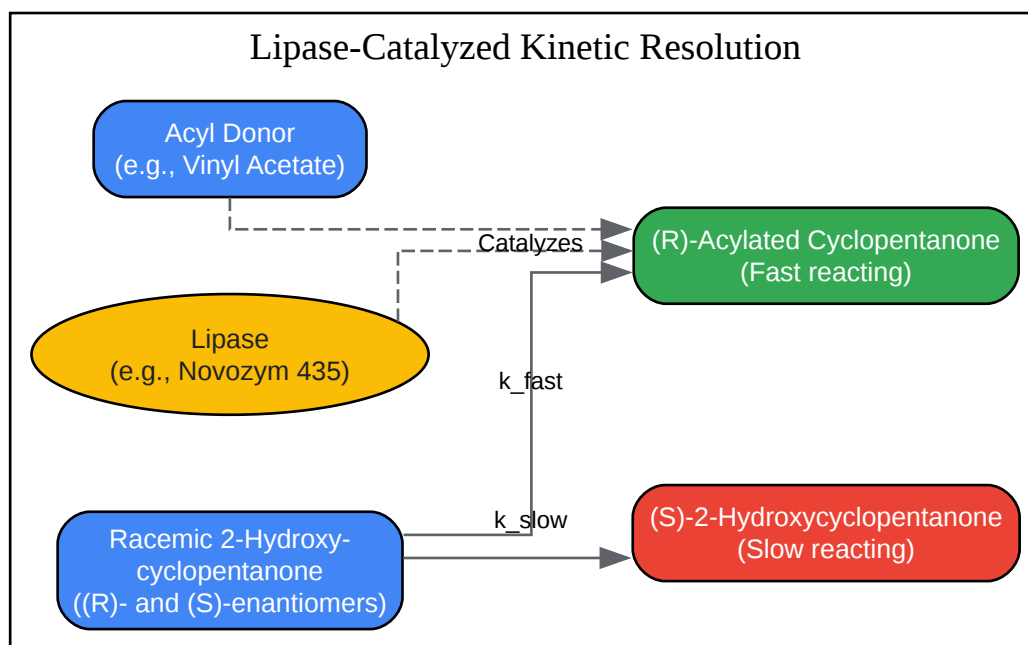 Lipase-Catalyzed Kinetic Resolution
Acyl Donor
(e.g., Vinyl Acetate)
Catalyzes
(R)-Acylated Cyclopentanone
(Fast reacting)
Lipase
(e.g., Novozym 435)
k_fast
k_slow
(S)-2-Hydroxycyclopentanone
(Slow reacting)
Racemic 2-Hydroxy-
cyclopentanone
((R)- and (S)-enantiomers)